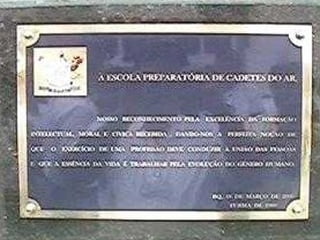 À ESCOLA PREPARATÓRIA DE CADETES DO AR,
NOSSO RECONHECIMENTO PELA EXCELÊNCIA DA FORMAÇÃO
INTELECTUAL, MORAL E CÍVICA RECEBIDA, DANDO-NOS A PERFEITA NOÇÃO DE
QUE O EXERCÍCIO DE UMA PROFISSÃO DEVE CONDUZIR À UNIÃO DAS PESSOAS
E QUE A ESSÊNCIA DA VIDA É TRABALHAR PELA EVOLUÇÃO DO GÊNERO HUMANO.
BQ, DE MARÇO DE
TURMA DE